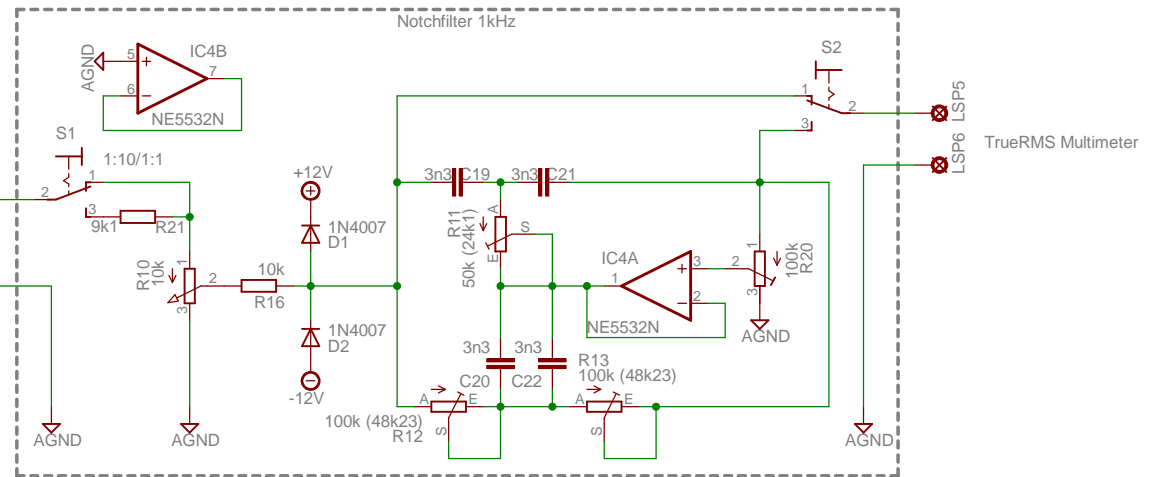 Notchfilter 1kHz
S2
IC4B
AGND
5
+
7
6
−
NE5532N
1
2
3
LSP5
LSP6
TrueRMS Multimeter
S1
1:10/1:1
2
1
3
9k1
R21
+12V
1N4007
D1
3n3
C19
3n3
C21
R11
50k (24k1)
A
S
E
R10
10k
1
2
3
10k
R16
IC4A
1
+
3
−
2
NE5532N
1
2
3
100k
R20
AGND
1N4007
D2
-12V
3n3
C20
3n3
C22
R13
100k (48k23)
A
E
S
A
E
S
100k (48k23)
R12
AGND
AGND
AGND